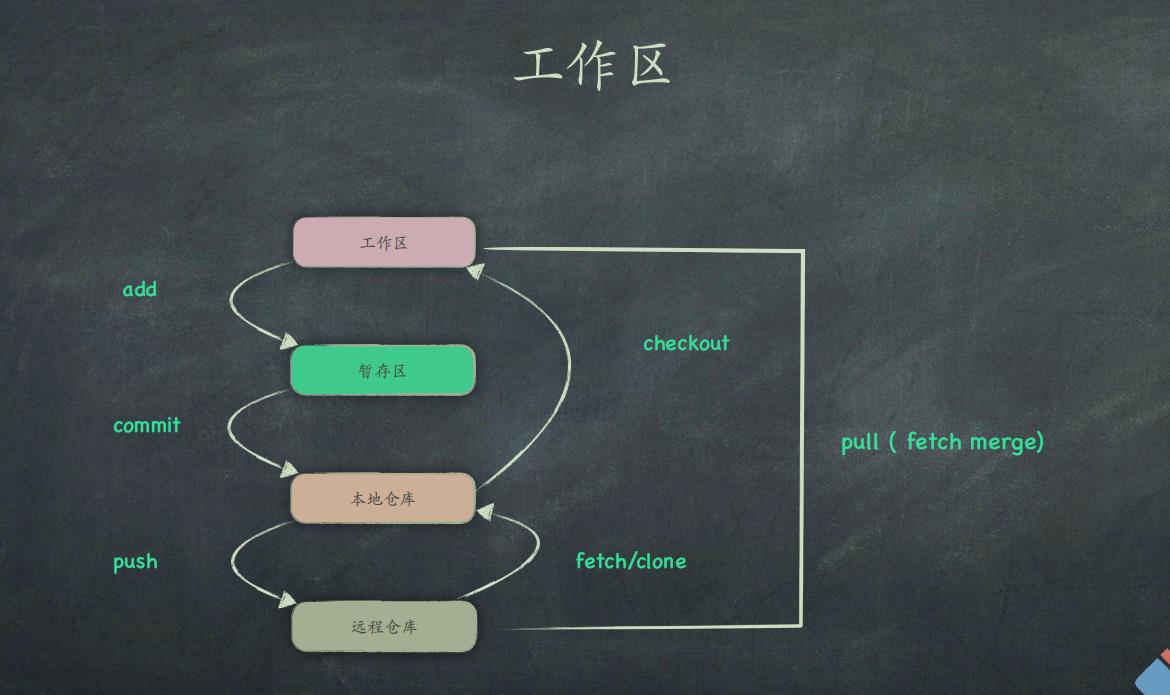 工作区
工作区
add
checkout
暂存区
commit
pull ( fetch merge)
本地仓库
push
fetch/clone
远程仓库